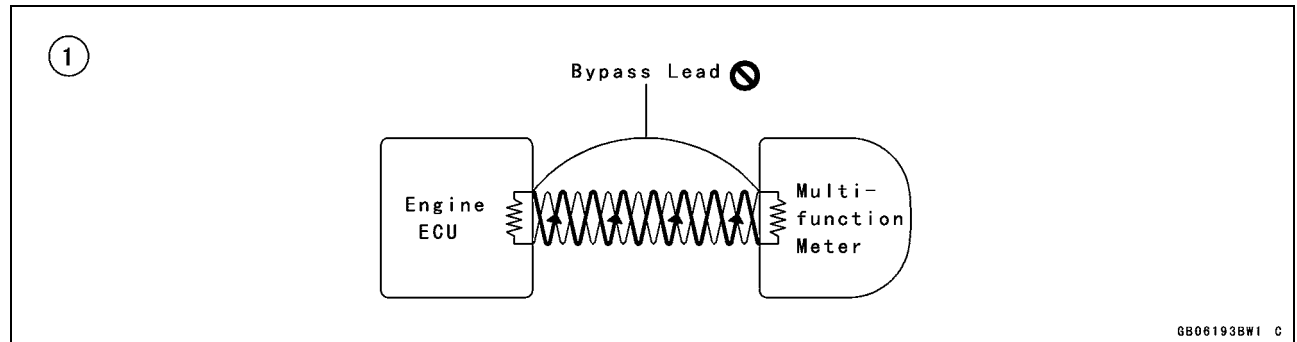 1
Bypass Lead
Engine
ECU
Multi-
function
Meter
GB06193BW1 C